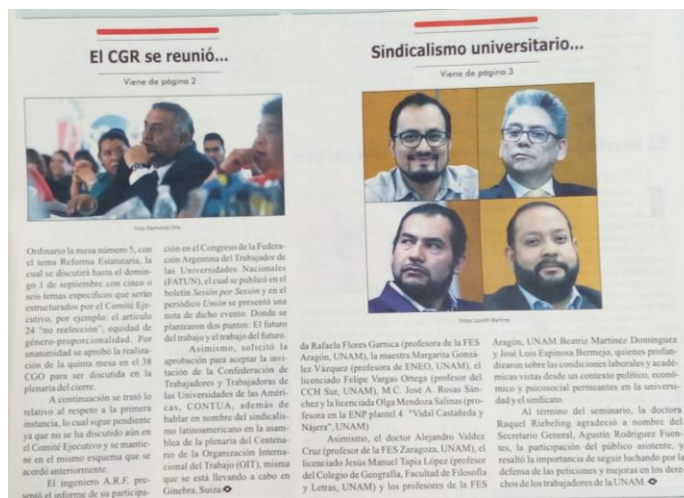 El CGR se reunió...
Viene de página 2
Ordinario la mesa número 5, con
el tema Reforma Estatutaria, la
cual se discutirá hasta el domin-
go 1 de septiembre con cinco o
seis temas específicos que serán
estructurados por el Comité Eje-
cutivo, por ejemplo: el artículo
24 "no reelección"; equidad de
género-proporcionalidad. Por
unanimidad se aprobó la realiza-
ción de la quinta mesa en el 38
CGO para ser discutida en la
plenaria del cierre.
A continuación se trató lo
relativo al respeto a la primera
instancia, lo cual sigue pendiente
ya que no se ha discutido aún en
el Comité Ejecutivo y se mantie-
ne en el mismo esquema que se
acordó anteriormente.
El ingeniero A.R.F. pre-
sentó el informe de su participa-
ción en el Congreso de la Federa-
ción Argentina del Trabajador de
las Universidades Nacionales
(FATUN), el cual se publicó en el
boletín Sesión por Sesión y en el
periódico Unión se presentó una
nota de dicho evento. Donde se
plantearon dos puntos: El futuro
del trabajo y el trabajo del futuro.
Asimismo, solicitó la
aprobación para aceptar la invi-
tación de la Confederación de
Trabajadores y Trabajadoras de
las Universidades de las Améri-
cas, CONTUA, además de
hablar en nombre del sindicalis-
mo latinoamericano en la asam-
blea de la plenaria del Centena-
rio de la Organización Interna-
cional del Trabajo (OIT), misma
que se está llevando a cabo en
Ginebra, Suiza
Sindicalismo universitario...
Viene de página 3
da Rafaela Flores Garnica (profesora de la FES
Aragón, UNAM), la maestra Margarita Gonzá-
lez Vázquez (profesora de ENEO, UNAM), el
licenciado Felipe Vargas Ortega (profesor del
CCH Sur, UNAM), M.C. José A. Rosas Sán-
chez y la licenciada Olga Mendoza Salinas (pro-
fesora en la ENP plantel 4 "Vidal Castañeda y
Nájera", UNAM)
Asimismo, el doctor Alejandro Valdez
Cruz (profesor de la FES Zaragoza, UNAM), el
licenciado Jesús Manuel Tapia López (profesor
del Colegio de Geografía, Facultad de Filosofía
y Letras, UNAM) y los profesores de la FES
Aragón, UNAM Beatriz Martínez Domínguez
y José Luis Espinosa Bermejo, quienes profun-
dizaron sobre las condiciones laborales y acadé-
micas vistas desde un contexto político, econó-
mico y psicosocial permeantes en la universi-
dad y el sindicato.
Al término del seminario, la doctora
Raquel Riebeling agradeció a nombre del
Secretario General, Agustín Rodríguez Fuen-
tes, la participación del público asistente, y
resaltó la importancia de seguir luchando por la
defensa de las peticiones y mejoras en los dere-
chos de los trabajadores de la UNAM.